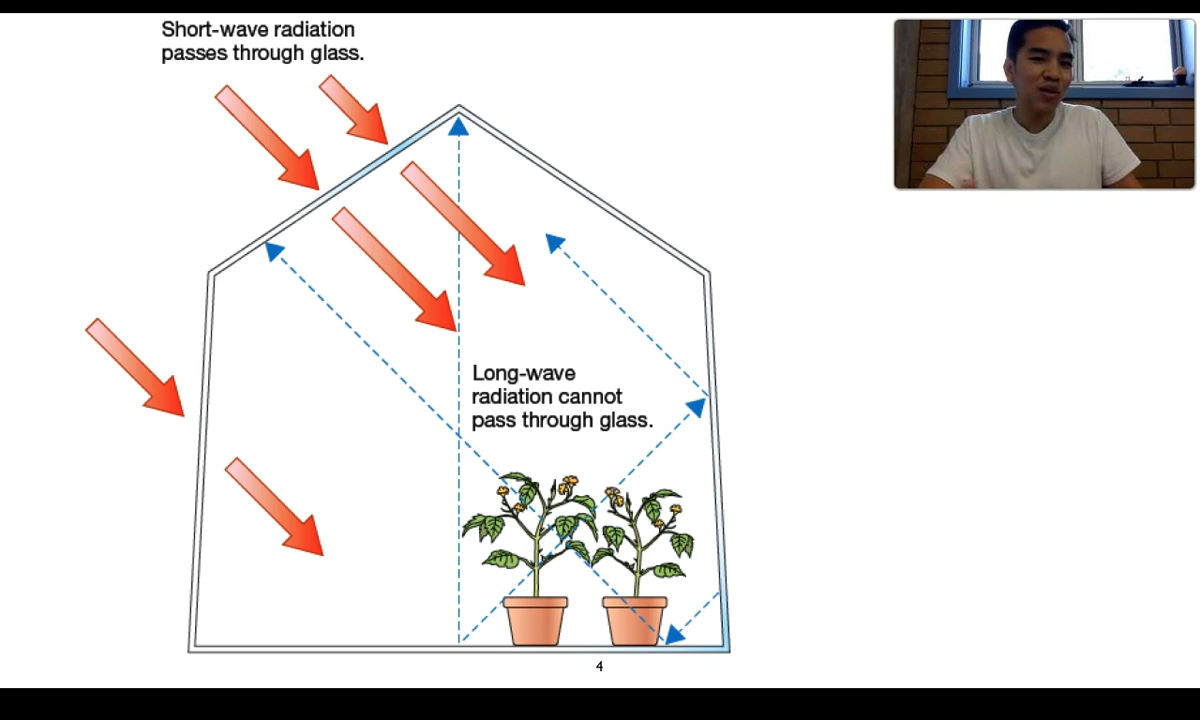 Short-wave radiation
passes through glass.
Long-wave
radiation cannot
pass through glass.
4